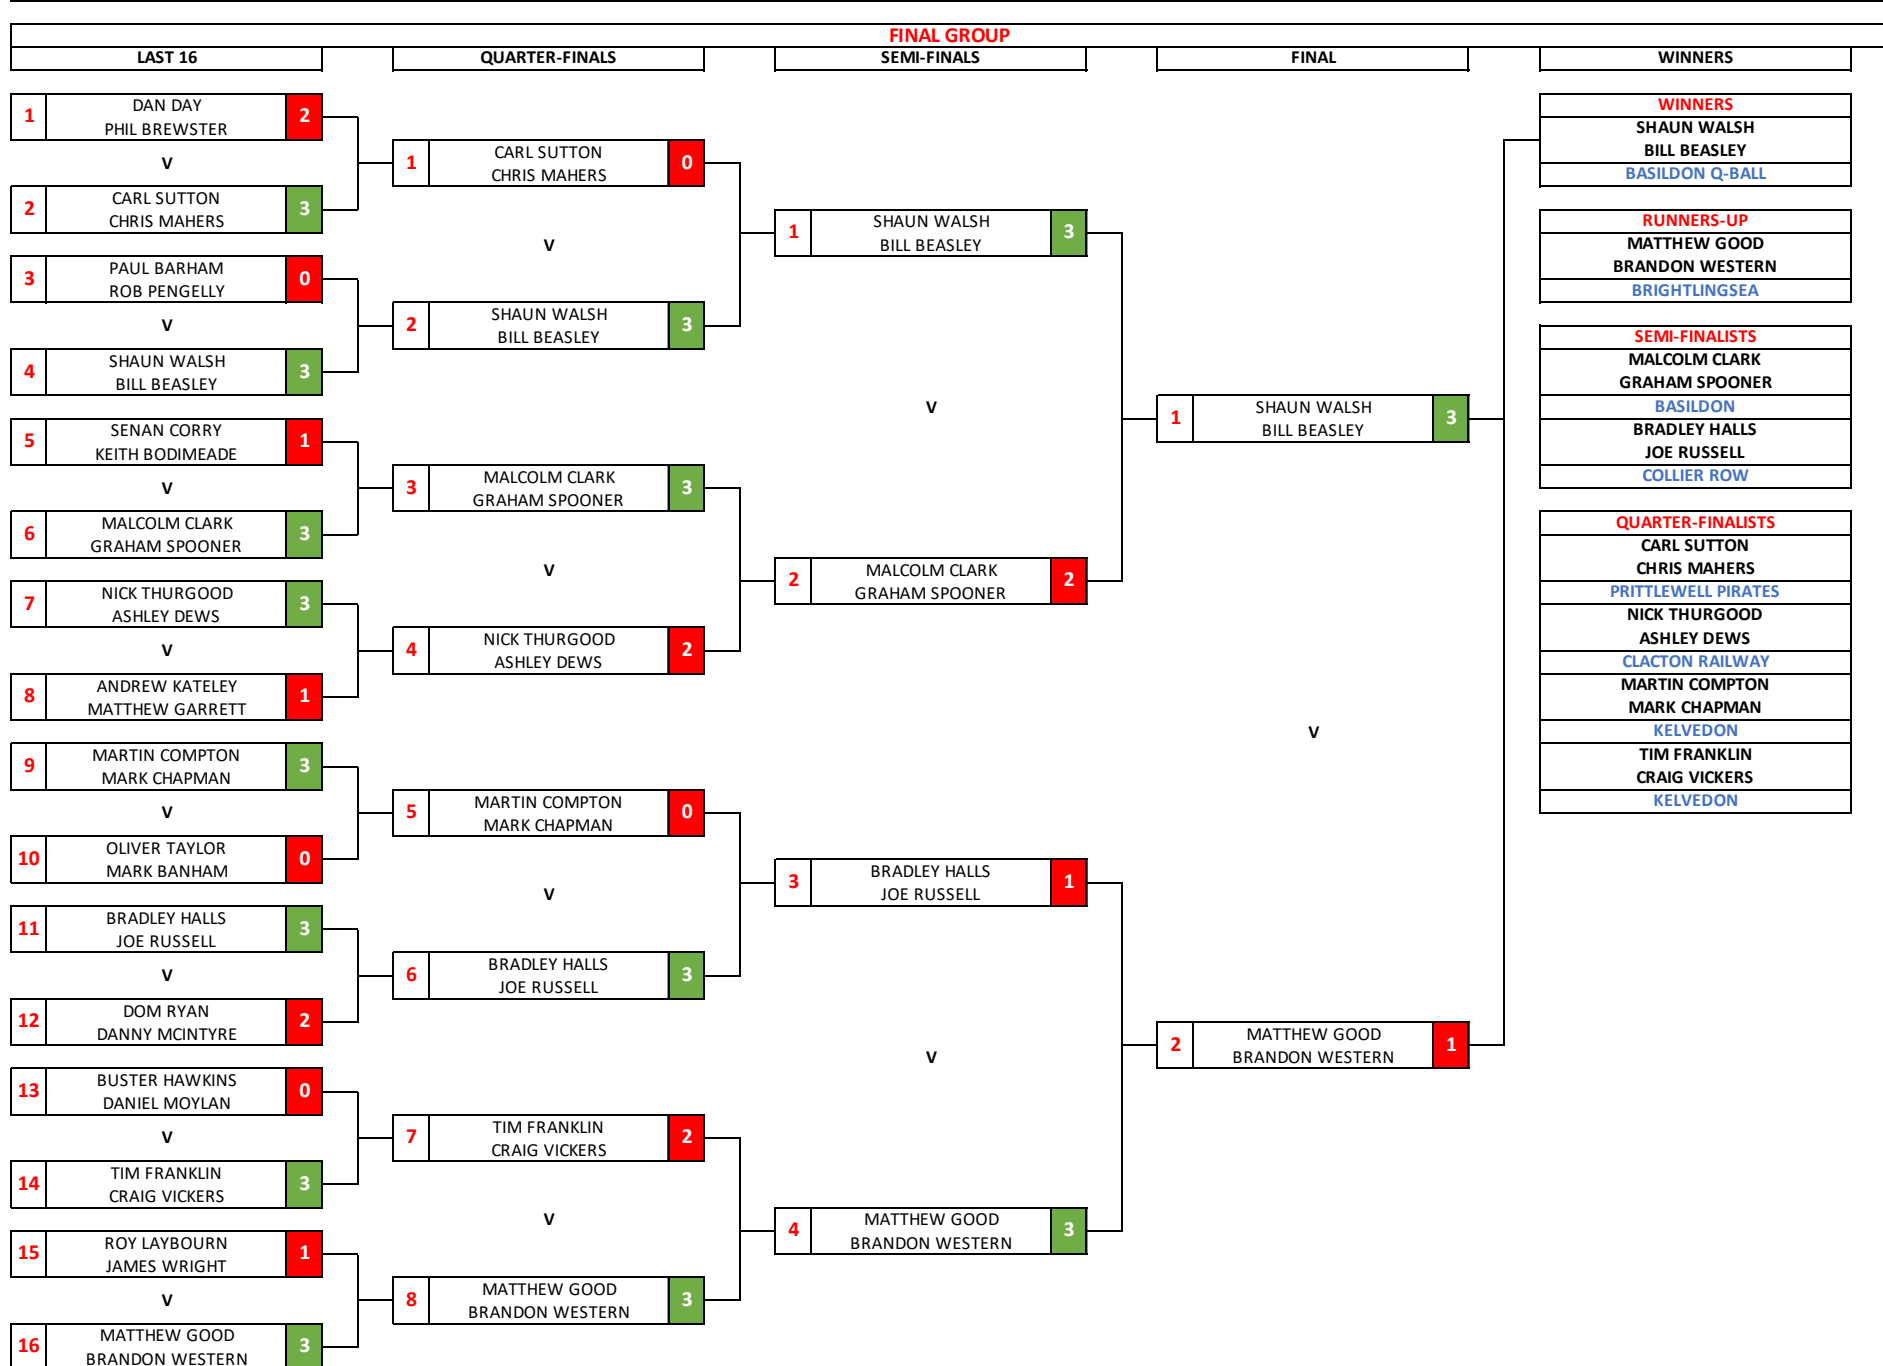 FINAL GROUP
LAST 16
QUARTER-FINALS
SEMI-FINALS
FINAL
WINNERS
1
DAN DAY
PHIL BREWSTER
2
V
2
CARL SUTTON
CHRIS MAHERS
3
3
PAUL BARHAM
ROB PENGELLY
0
V
4
SHAUN WALSH
BILL BEASLEY
3
5
SENAN CORRY
KEITH BODIMEADE
1
V
6
MALCOLM CLARK
GRAHAM SPOONER
3
7
NICK THURGOOD
ASHLEY DEWS
3
V
8
ANDREW KATELEY
MATTHEW GARRETT
1
9
MARTIN COMPTON
MARK CHAPMAN
3
V
10
OLIVER TAYLOR
MARK BANHAM
0
11
BRADLEY HALLS
JOE RUSSELL
3
V
12
DOM RYAN
DANNY MCINTYRE
2
13
BUSTER HAWKINS
DANIEL MOYLAN
0
V
14
TIM FRANKLIN
CRAIG VICKERS
3
15
ROY LAYBOURN
JAMES WRIGHT
1
V
16
MATTHEW GOOD
BRANDON WESTERN
3
1
CARL SUTTON
CHRIS MAHERS
0
V
2
SHAUN WALSH
BILL BEASLEY
3
3
MALCOLM CLARK
GRAHAM SPOONER
3
V
4
NICK THURGOOD
ASHLEY DEWS
2
5
MARTIN COMPTON
MARK CHAPMAN
0
V
6
BRADLEY HALLS
JOE RUSSELL
3
7
TIM FRANKLIN
CRAIG VICKERS
2
V
8
MATTHEW GOOD
BRANDON WESTERN
3
1
SHAUN WALSH
BILL BEASLEY
3
V
2
MALCOLM CLARK
GRAHAM SPOONER
2
3
BRADLEY HALLS
JOE RUSSELL
1
V
4
MATTHEW GOOD
BRANDON WESTERN
3
1
SHAUN WALSH
BILL BEASLEY
3
V
2
MATTHEW GOOD
BRANDON WESTERN
1
WINNERS
SHAUN WALSH
BILL BEASLEY
BASILDON Q-BALL
RUNNERS-UP
MATTHEW GOOD
BRANDON WESTERN
BRIGHTLINGSEA
SEMI-FINALISTS
MALCOLM CLARK
GRAHAM SPOONER
BASILDON
BRADLEY HALLS
JOE RUSSELL
COLLIER ROW
QUARTER-FINALISTS
CARL SUTTON
CHRIS MAHERS
PRITTLEWELL PIRATES
NICK THURGOOD
ASHLEY DEWS
CLACTON RAILWAY
MARTIN COMPTON
MARK CHAPMAN
KELVEDON
TIM FRANKLIN
CRAIG VICKERS
KELVEDON